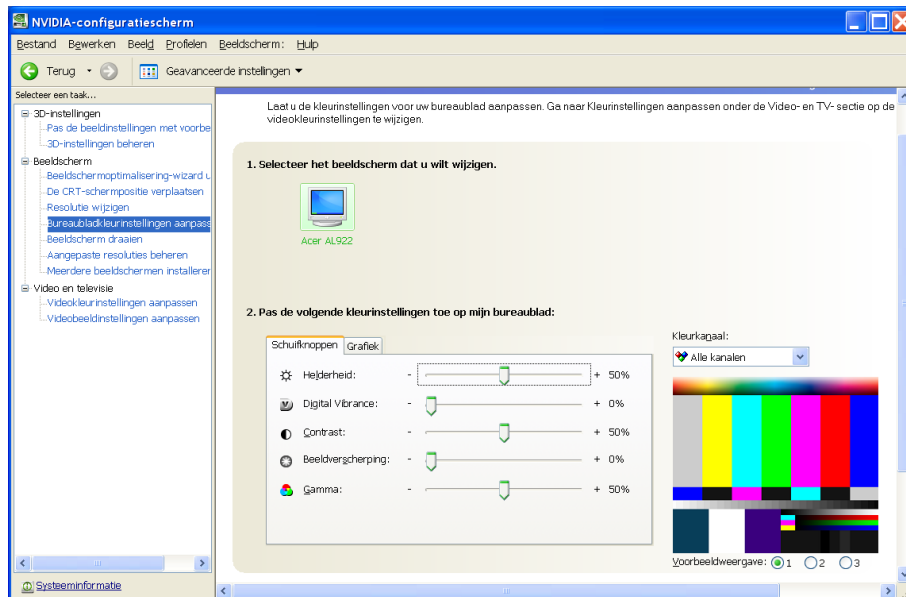 NVIDIA-configuratiescherm
Bestand Bewerken Beeld Profielen Beeldscherm: Hulp
Terug Geavanceerde instellingen
Selecteer een taak...
3D-instellingen
Pas de beeldinstellingen met voorbe
3D-instellingen beheren
Beeldscherm
Beeldschermoptimalisering-wizard u
De CRT-schermpositie verplaatsen
Resolutie wijzigen
Bureaubladkleurinstellingen aanpass
Beeldscherm draaien
Aangepaste resoluties beheren
Meerdere beeldschermen installeren
Video en televisie
Videokleurinstellingen aanpassen
Videobeeldinstellingen aanpassen
Systeeminformatie
Laat u de kleurinstellingen voor uw bureaublad aanpassen. Ga naar Kleurinstellingen aanpassen onder de Video- en TV- sectie op de
videokleurinstellingen te wijzigen.
1. Selecteer het beeldscherm dat u wilt wijzigen.
Acer AL922
2. Pas de volgende kleurinstellingen toe op mijn bureaublad:
Schuifknoppen Grafiek
Helderheid: - + 50%
Digital Vibrance: - + 0%
Contrast: - + 50%
Beeldverscherping: - + 0%
Gamma: - + 50%
Kleurkanaal:
Alle kanalen
Voorbeeldweergave: 1 2 3